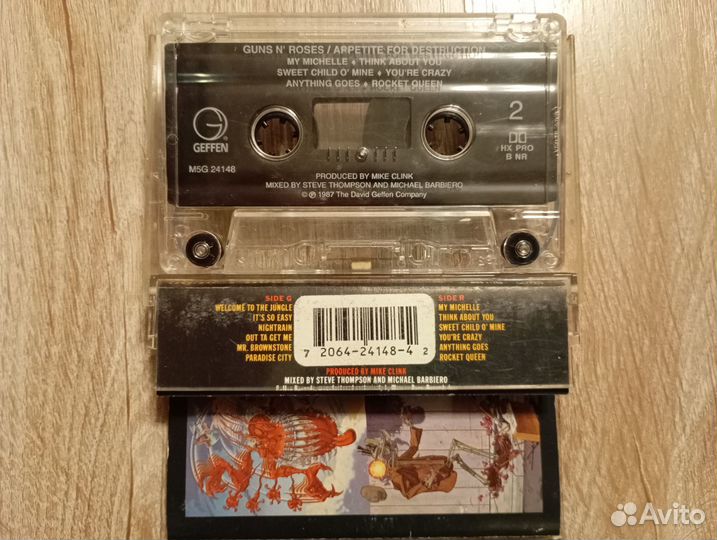 GUNS N' ROSES / APPETITE FOR DESTRUCTION
MY MICHELLE ♦ THINK ABOUT YOU
SWEET CHILD O' MINE ♦ YOU'RE CRAZY
ANYTHING GOES ♦ ROCKET QUEEN
GEFFEN
2
HX PRO
B NR
M5G 24148
PRODUCED BY MIKE CLINK
MIXED BY STEVE THOMPSON AND MICHAEL BARBIERO
© ℗ 1987 The David Geffen Company
SIDE G
WELCOME TO THE JUNGLE
IT'S SO EASY
NIGHTRAIN
OUT TA GET ME
MR. BROWNSTONE
PARADISE CITY
7 2064-24148-4 2
SIDE R
MY MICHELLE
THINK ABOUT YOU
SWEET CHILD O' MINE
YOU'RE CRAZY
ANYTHING GOES
ROCKET QUEEN
PRODUCED BY MIKE CLINK
MIXED BY STEVE THOMPSON AND MICHAEL BARBIERO
Avito